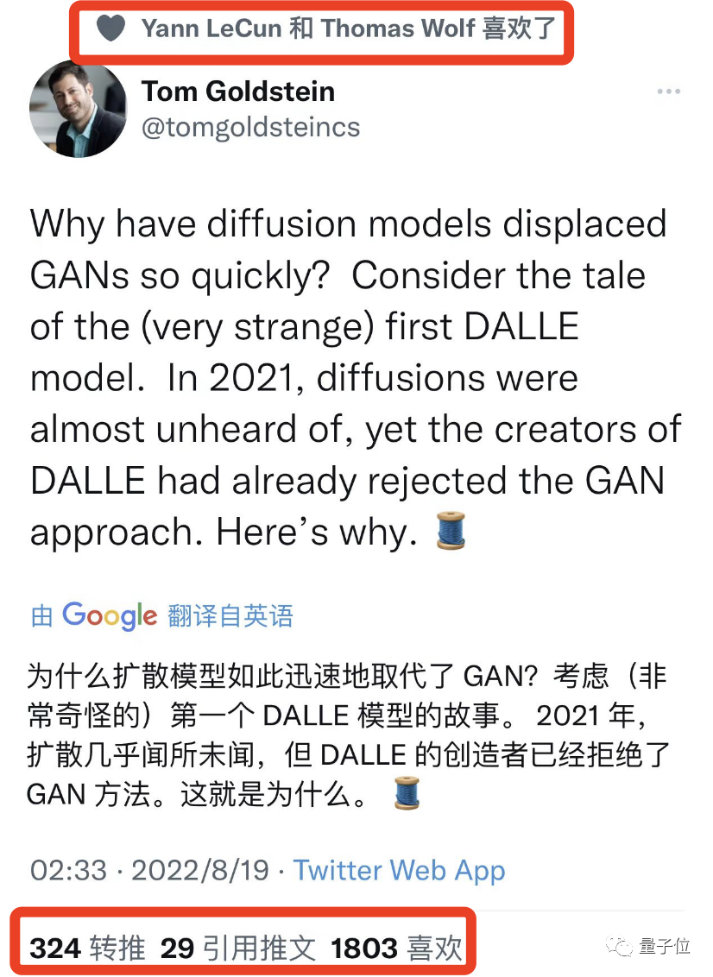 Yann LeCun 和 Thomas Wolf 喜欢了
Tom Goldstein
@tomgoldsteincs
Why have diffusion models displaced
GANs so quickly? Consider the tale
of the (very strange) first DALLE
model. In 2021, diffusions were
almost unheard of, yet the creators of
DALLE had already rejected the GAN
approach. Here’s why. 🧵
由 Google 翻译自英语
为什么扩散模型如此迅速地取代了 GAN？考虑（非
常奇怪的）第一个 DALLE 模型的故事。 2021 年，
扩散几乎闻所未闻，但 DALLE 的创造者已经拒绝了
GAN 方法。这就是为什么。 🧵
02:33 · 2022/8/19 · Twitter Web App
324 转推 29 引用推文 1803 喜欢
量子位